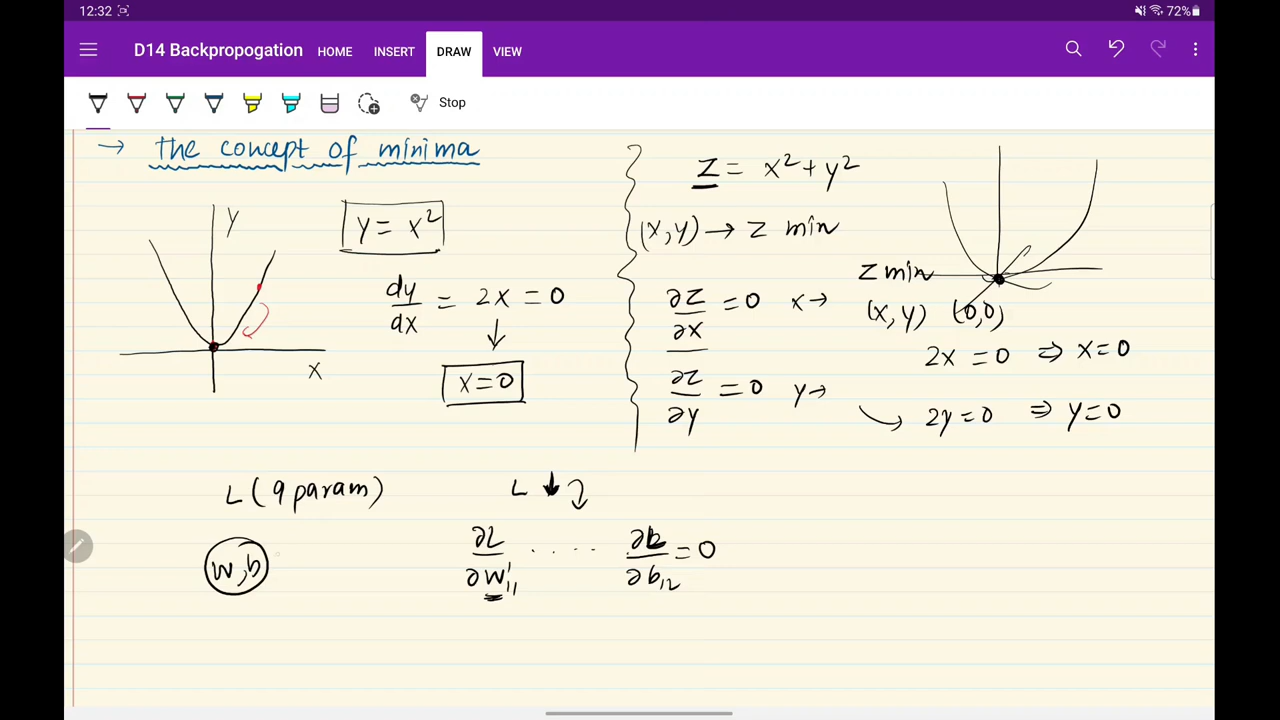 12:32
72%
D14 Backpropogation HOME INSERT DRAW VIEW
Stop
→ the concept of minima
y
y = x²
dy/dx = 2x = 0
x = 0
x
z = x² + y²
(x,y) → z min
z min
∂z/∂x = 0 x →
(x,y) (0,0)
2x = 0 ⇒ x = 0
∂z/∂y = 0 y →
2y = 0 ⇒ y = 0
L (9 param)
L ↓
w,b
∂L/∂w¹₁₁ ..... ∂L/∂b₁₂ = 0